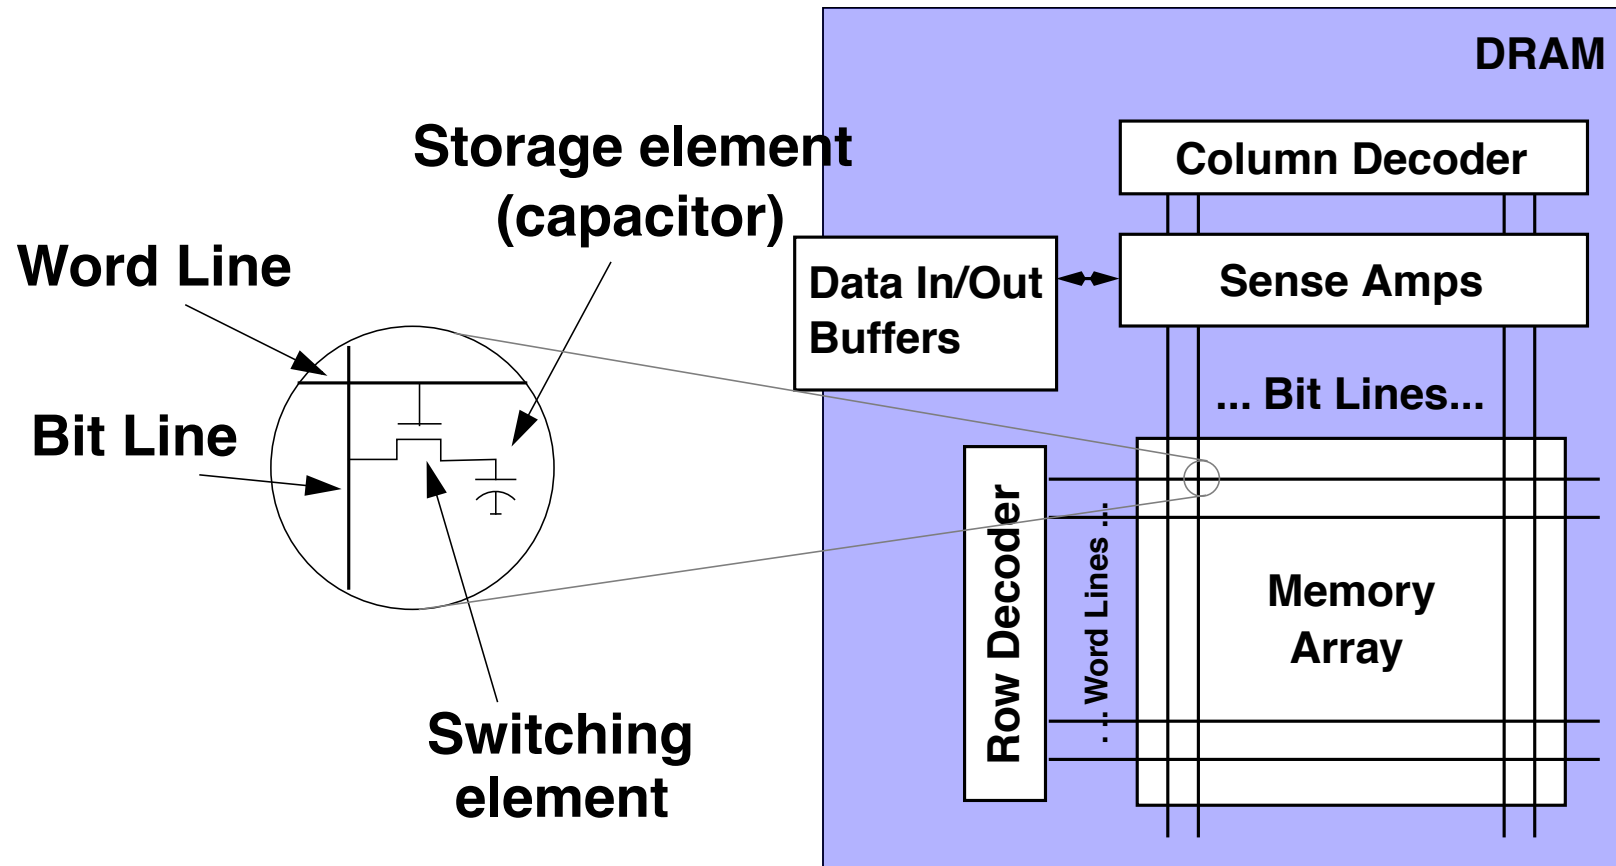 DRAM
Storage element
(capacitor)
Word Line
Bit Line
Switching
element
Column Decoder
Sense Amps
Data In/Out
Buffers
... Bit Lines...
Row Decoder
. .. Word Lines ...
Memory
Array